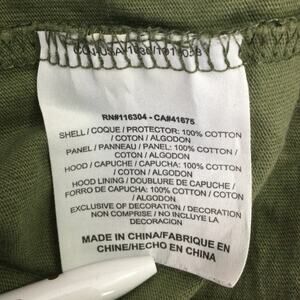 RN#116304 - CA#41675
SHELL / COQUE / PROTECTOR: 100% COTTON
/ COTON / ALGODON
PANEL / PANNEAU / PANEL: 100% COTTON
/ COTON / ALGODON
HOOD / CAPUCHE / CAPUCHA: 100% COTTON
/ COTON / ALGODON
HOOD LINING / DOUBLURE DE CAPUCHE /
FORRO DE CAPUCHA: 100% COTTON / COTON
/ ALGODON
EXCLUSIVE OF DECORATION / DECORATION
NON COMPRISE / NO INCLUYE LA
DECORACION
MADE IN CHINA/FABRIQUE EN
CHINE/HECHO EN CHINA